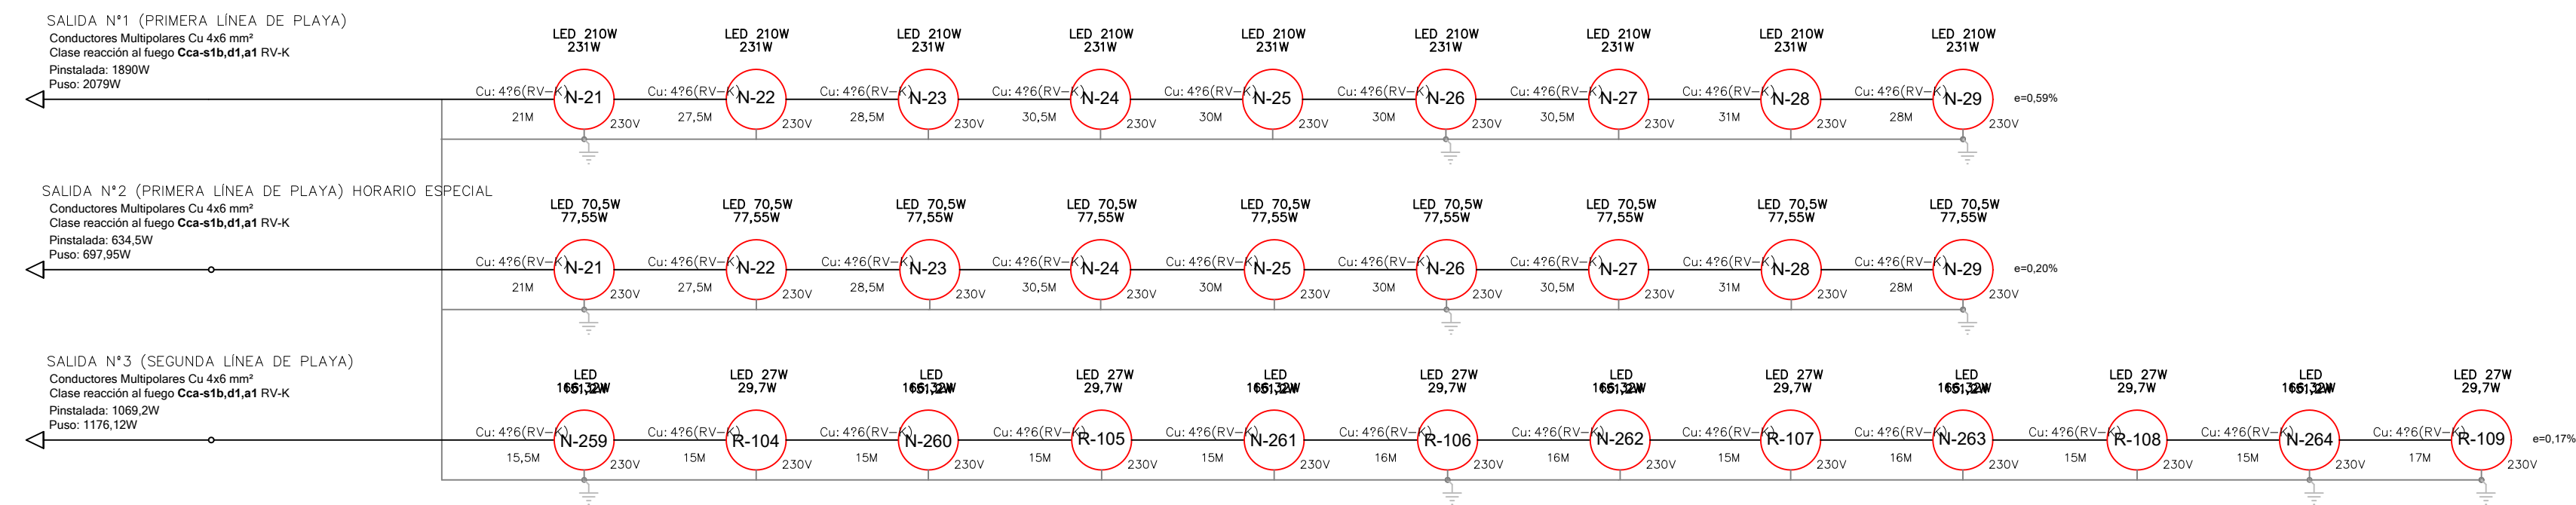 SALIDA Nº1 (PRIMERA LÍNEA DE PLAYA)
Conductores Multipolares Cu 4x6 mm²
Clase reacción al fuego Cca-s1b,d1,a1 RV-K
Pinstalada: 1890W
Puso: 2079W
LED 210W LED 210W LED 210W LED 210W LED 210W LED 210W LED 210W LED 210W LED 210W
231W 231W 231W 231W 231W 231W 231W 231W 231W
Cu: 4?6(RV-K) N-21 Cu: 4?6(RV-K) N-22 Cu: 4?6(RV-K) N-23 Cu: 4?6(RV-K) N-24 Cu: 4?6(RV-K) N-25 Cu: 4?6(RV-K) N-26 Cu: 4?6(RV-K) N-27 Cu: 4?6(RV-K) N-28 Cu: 4?6(RV-K) N-29 e=0,59%
21M 230V 27,5M 230V 28,5M 230V 30,5M 230V 30M 230V 30M 230V 30,5M 230V 31M 230V 28M 230V
SALIDA Nº2 (PRIMERA LÍNEA DE PLAYA) HORARIO ESPECIAL
Conductores Multipolares Cu 4x6 mm²
Clase reacción al fuego Cca-s1b,d1,a1 RV-K
Pinstalada: 634,5W
Puso: 697,95W
LED 70,5W LED 70,5W LED 70,5W LED 70,5W LED 70,5W LED 70,5W LED 70,5W LED 70,5W LED 70,5W
77,55W 77,55W 77,55W 77,55W 77,55W 77,55W 77,55W 77,55W 77,55W
Cu: 4?6(RV-K) N-21 Cu: 4?6(RV-K) N-22 Cu: 4?6(RV-K) N-23 Cu: 4?6(RV-K) N-24 Cu: 4?6(RV-K) N-25 Cu: 4?6(RV-K) N-26 Cu: 4?6(RV-K) N-27 Cu: 4?6(RV-K) N-28 Cu: 4?6(RV-K) N-29 e=0,20%
21M 230V 27,5M 230V 28,5M 230V 30,5M 230V 30M 230V 30M 230V 30,5M 230V 31M 230V 28M 230V
SALIDA Nº3 (SEGUNDA LÍNEA DE PLAYA)
Conductores Multipolares Cu 4x6 mm²
Clase reacción al fuego Cca-s1b,d1,a1 RV-K
Pinstalada: 1069,2W
Puso: 1176,12W
LED LED 27W LED LED 27W LED LED 27W LED LED 27W LED LED 27W LED LED 27W
29,7W 29,7W 29,7W 29,7W 29,7W 29,7W
Cu: 4?6(RV-K) N-259 Cu: 4?6(RV-K) R-104 Cu: 4?6(RV-K) N-260 Cu: 4?6(RV-K) R-105 Cu: 4?6(RV-K) N-261 Cu: 4?6(RV-K) R-106 Cu: 4?6(RV-K) N-262 Cu: 4?6(RV-K) R-107 Cu: 4?6(RV-K) N-263 Cu: 4?6(RV-K) R-108 Cu: 4?6(RV-K) N-264 Cu: 4?6(RV-K) R-109 e=0,17%
15,5M 230V 15M 230V 15M 230V 15M 230V 15M 230V 16M 230V 16M 230V 15M 230V 16M 230V 15M 230V 15M 230V 17M 230V